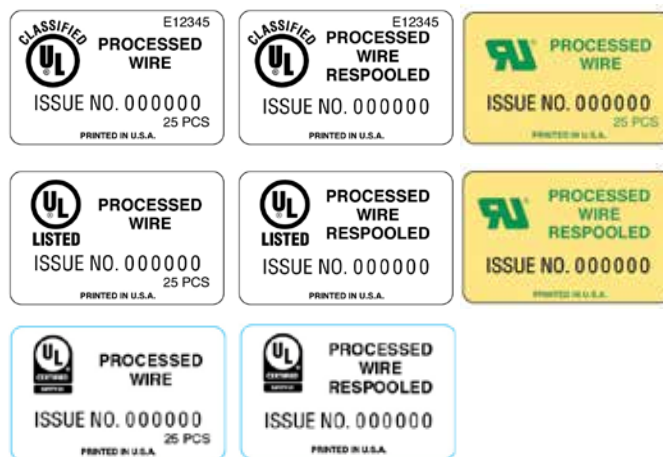 CLASSIFIED
UL
E12345
PROCESSED
WIRE
ISSUE NO. 000000
25 PCS
PRINTED IN U.S.A.
CLASSIFIED
UL
E12345
PROCESSED
WIRE
RESPOOLED
ISSUE NO. 000000
PRINTED IN U.S.A.
PROCESSED
WIRE
ISSUE NO. 000000
25 PCS
PRINTED IN U.S.A.
UL
LISTED
PROCESSED
WIRE
ISSUE NO. 000000
25 PCS
PRINTED IN U.S.A.
UL
LISTED
PROCESSED
WIRE
RESPOOLED
ISSUE NO. 000000
PRINTED IN U.S.A.
PROCESSED
WIRE
RESPOOLED
ISSUE NO. 000000
PRINTED IN U.S.A.
UL
CERTIFIED
PROCESSED
WIRE
ISSUE NO. 000000
25 PCS
PRINTED IN U.S.A.
UL
CERTIFIED
PROCESSED
WIRE
RESPOOLED
ISSUE NO. 000000
PRINTED IN U.S.A.